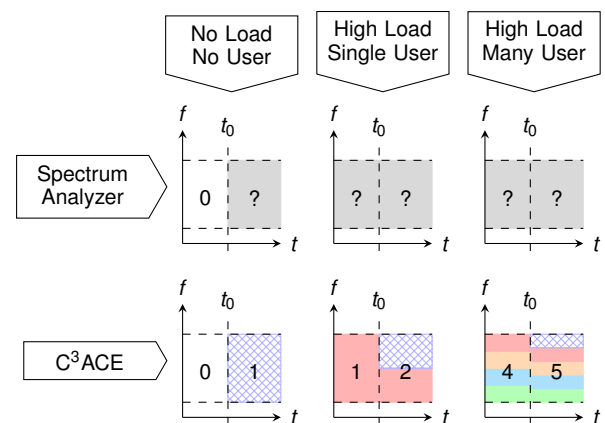 No Load
No User
High Load
Single User
High Load
Many User
f
t0
f
t0
f
t0
Spectrum
Analyzer
0 ?
? ?
? ?
t
t
t
f
t0
f
t0
f
t0
C³ACE
0 1
1 2
4 5
t
t
t